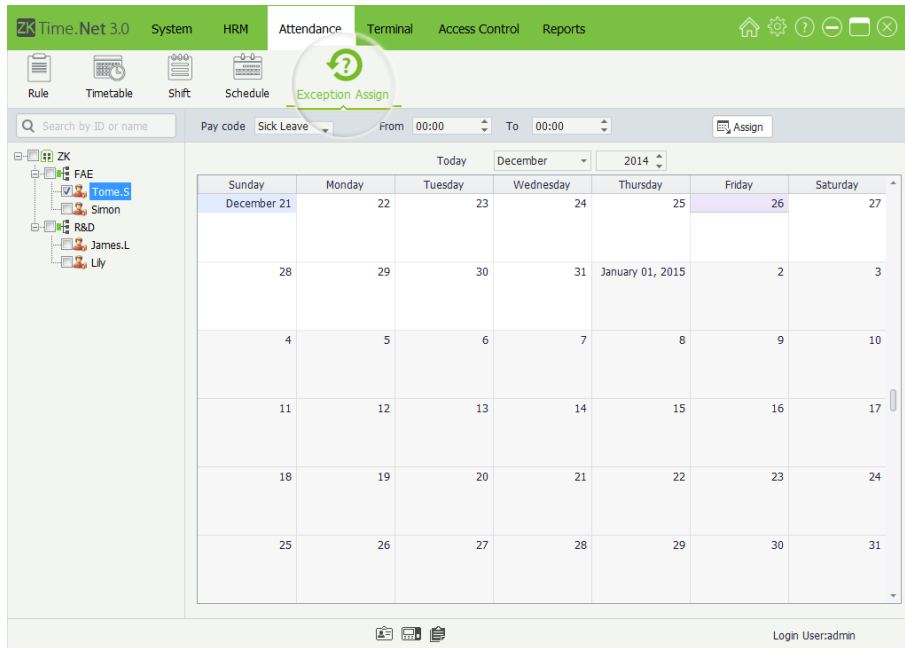 ZK Time.Net 3.0 System HRM Attendance Terminal Access Control Reports
Rule Timetable Shift Schedule Exception Assign
Search by ID or name Pay code Sick Leave From 00:00 To 00:00 Assign
ZK
FAE
Tome.S
Simon
R&D
James.L
Lily
Today December 2014
Sunday Monday Tuesday Wednesday Thursday Friday Saturday
December 21 22 23 24 25 26 27
28 29 30 31 January 01, 2015 2 3
4 5 6 7 8 9 10
11 12 13 14 15 16 17
18 19 20 21 22 23 24
25 26 27 28 29 30 31
Login User:admin